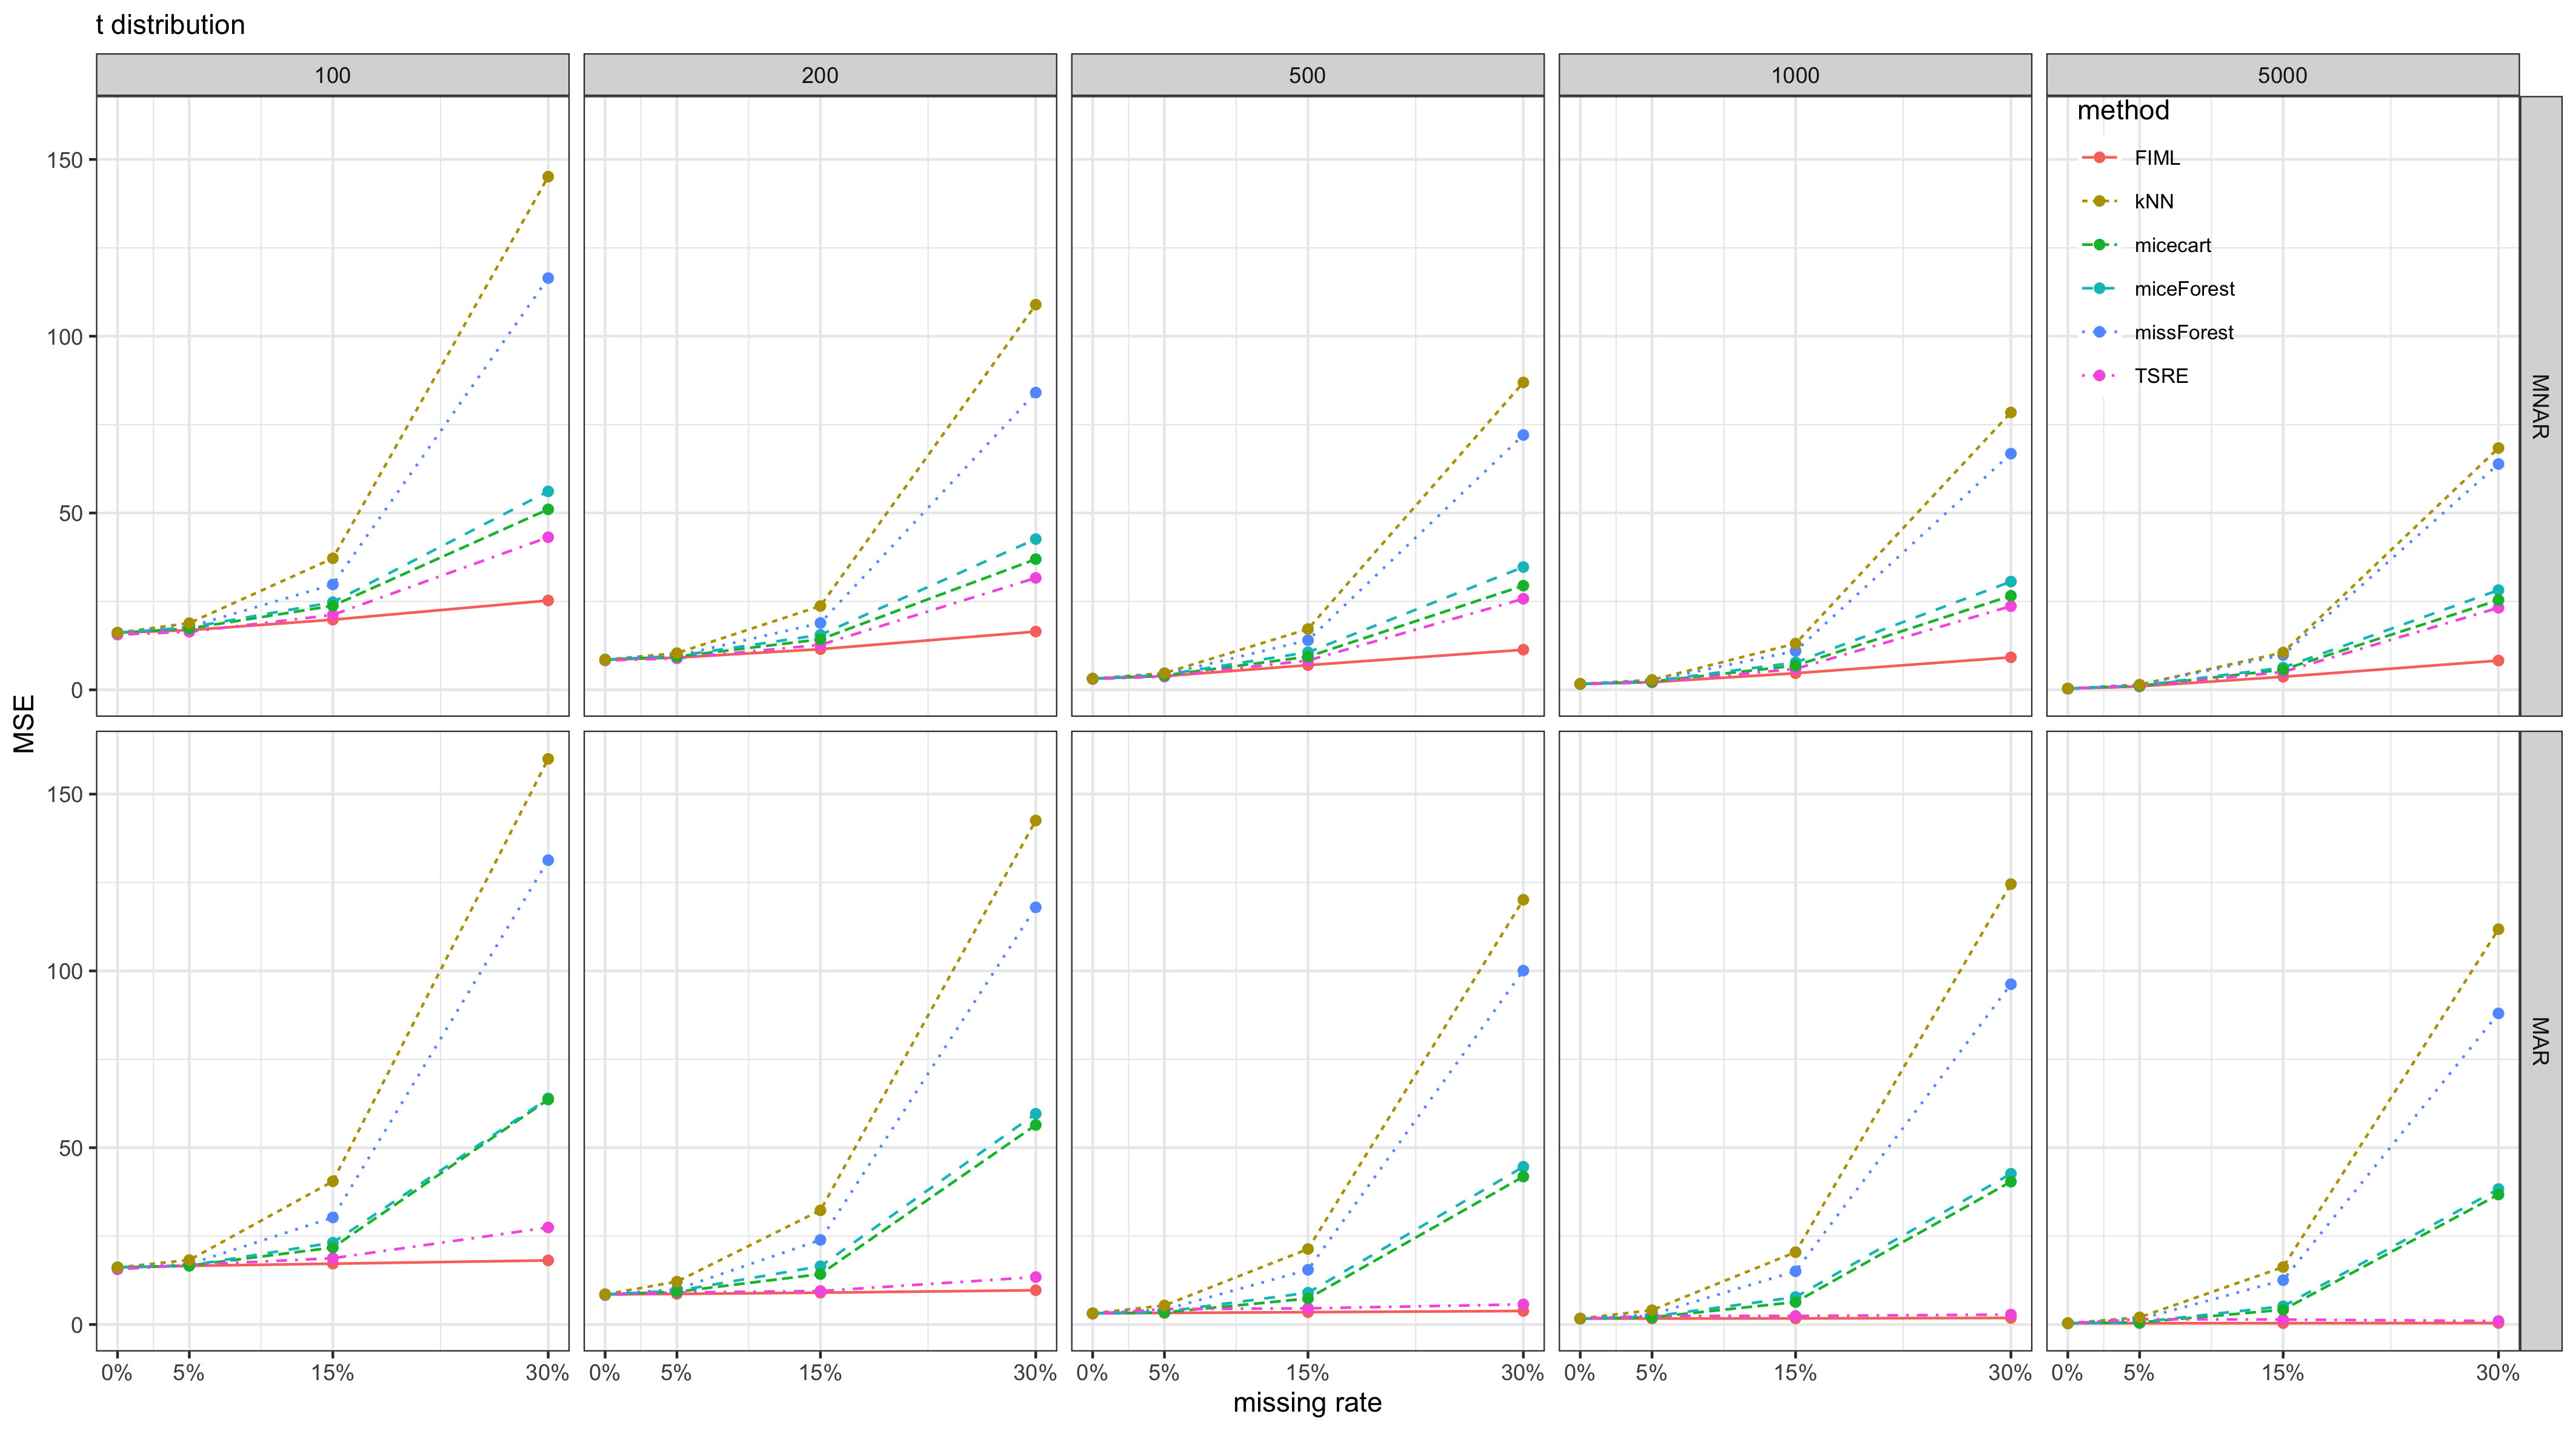 t distribution
100 200 500 1000 5000
method
FIML
kNN
micecart
miceForest
missForest
TSRE
MNAR
150
100
50
0
MSE
MAR
150
100
50
0
0% 5% 15% 30% 0% 5% 15% 30% 0% 5% 15% 30% 0% 5% 15% 30% 0% 5% 15% 30%
missing rate